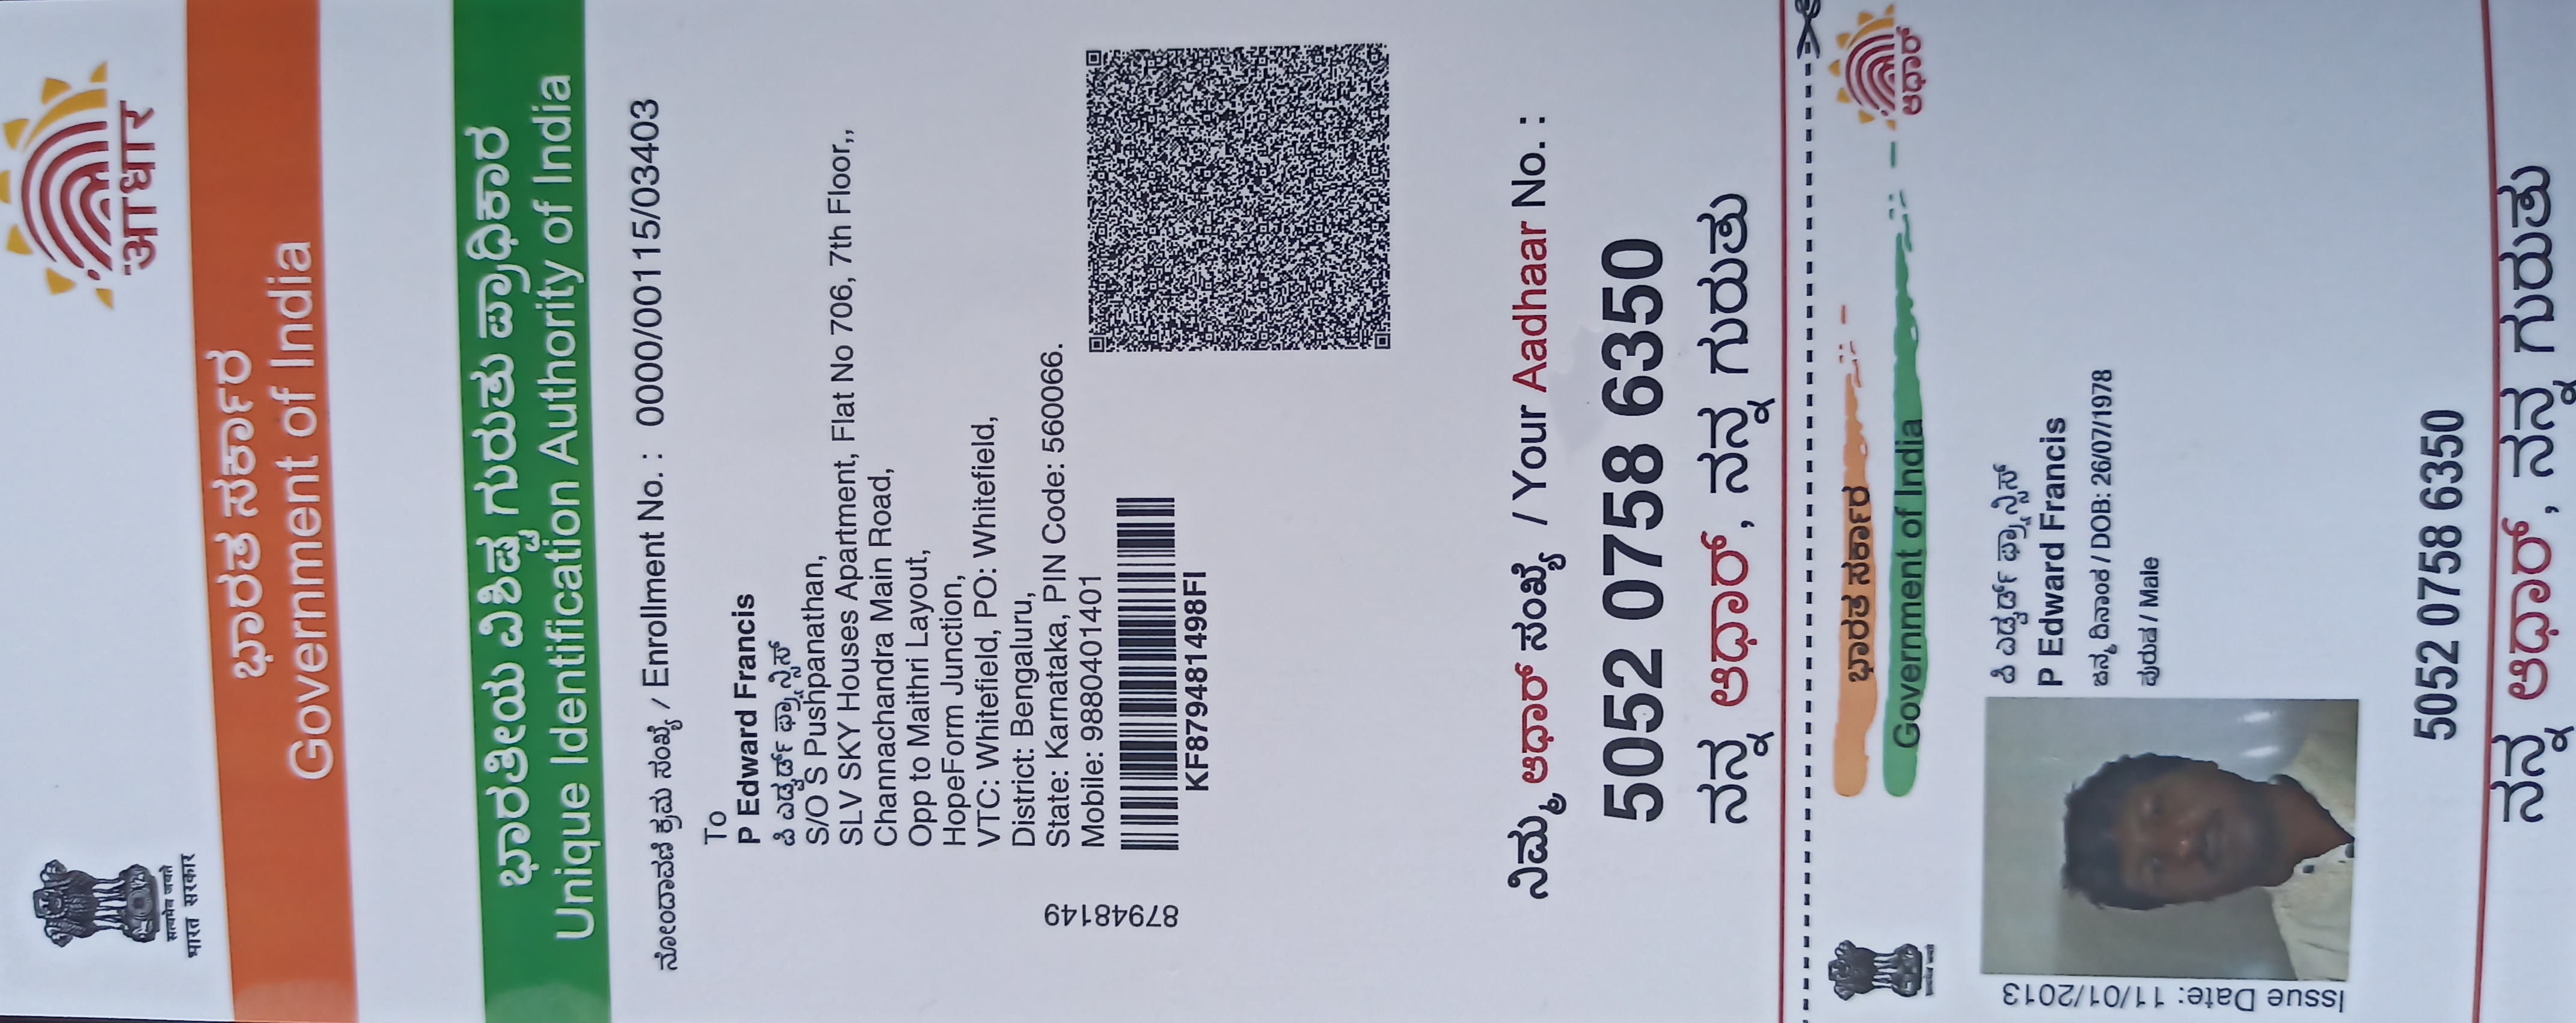 सत्यमेव जयते
भारत सरकार
आधार
ಭಾರತ ಸರ್ಕಾರ
Government of India
ಭಾರತೀಯ ವಿಶಿಷ್ಟ ಗುರುತು ಪ್ರಾಧಿಕಾರ
Unique Identification Authority of India
ನೋಂದಾವಣಿ ಕ್ರಮ ಸಂಖ್ಯೆ / Enrollment No. : 0000/00115/03403
To
P Edward Francis
ಪಿ ಎಡ್ವರ್ಡ್ ಫ್ರಾನ್ಸಿಸ್
S/O S Pushpanathan,
SLV SKY Houses Apartment, Flat No 706, 7th Floor,,
Channachandra Main Road,
Opp to Maithri Layout,
HopeForm Junction,
VTC: Whitefield, PO: Whitefield,
District: Bengaluru,
State: Karnataka, PIN Code: 560066.
Mobile: 9880401401
87948149
KF879481498FI
ನಿಮ್ಮ ಆಧಾರ್ ಸಂಖ್ಯೆ / Your Aadhaar No. :
5052 0758 6350
ನನ್ನ ಆಧಾರ್, ನನ್ನ ಗುರುತು
ಭಾರತ ಸರ್ಕಾರ
Government of India
ಆಧಾರ್
Issue Date: 11/01/2013
ಪಿ ಎಡ್ವರ್ಡ್ ಫ್ರಾನ್ಸಿಸ್
P Edward Francis
ಜನ್ಮ ದಿನಾಂಕ / DOB: 26/07/1978
ಪುರುಷ / Male
5052 0758 6350
ನನ್ನ ಆಧಾರ್, ನನ್ನ ಗುರುತು